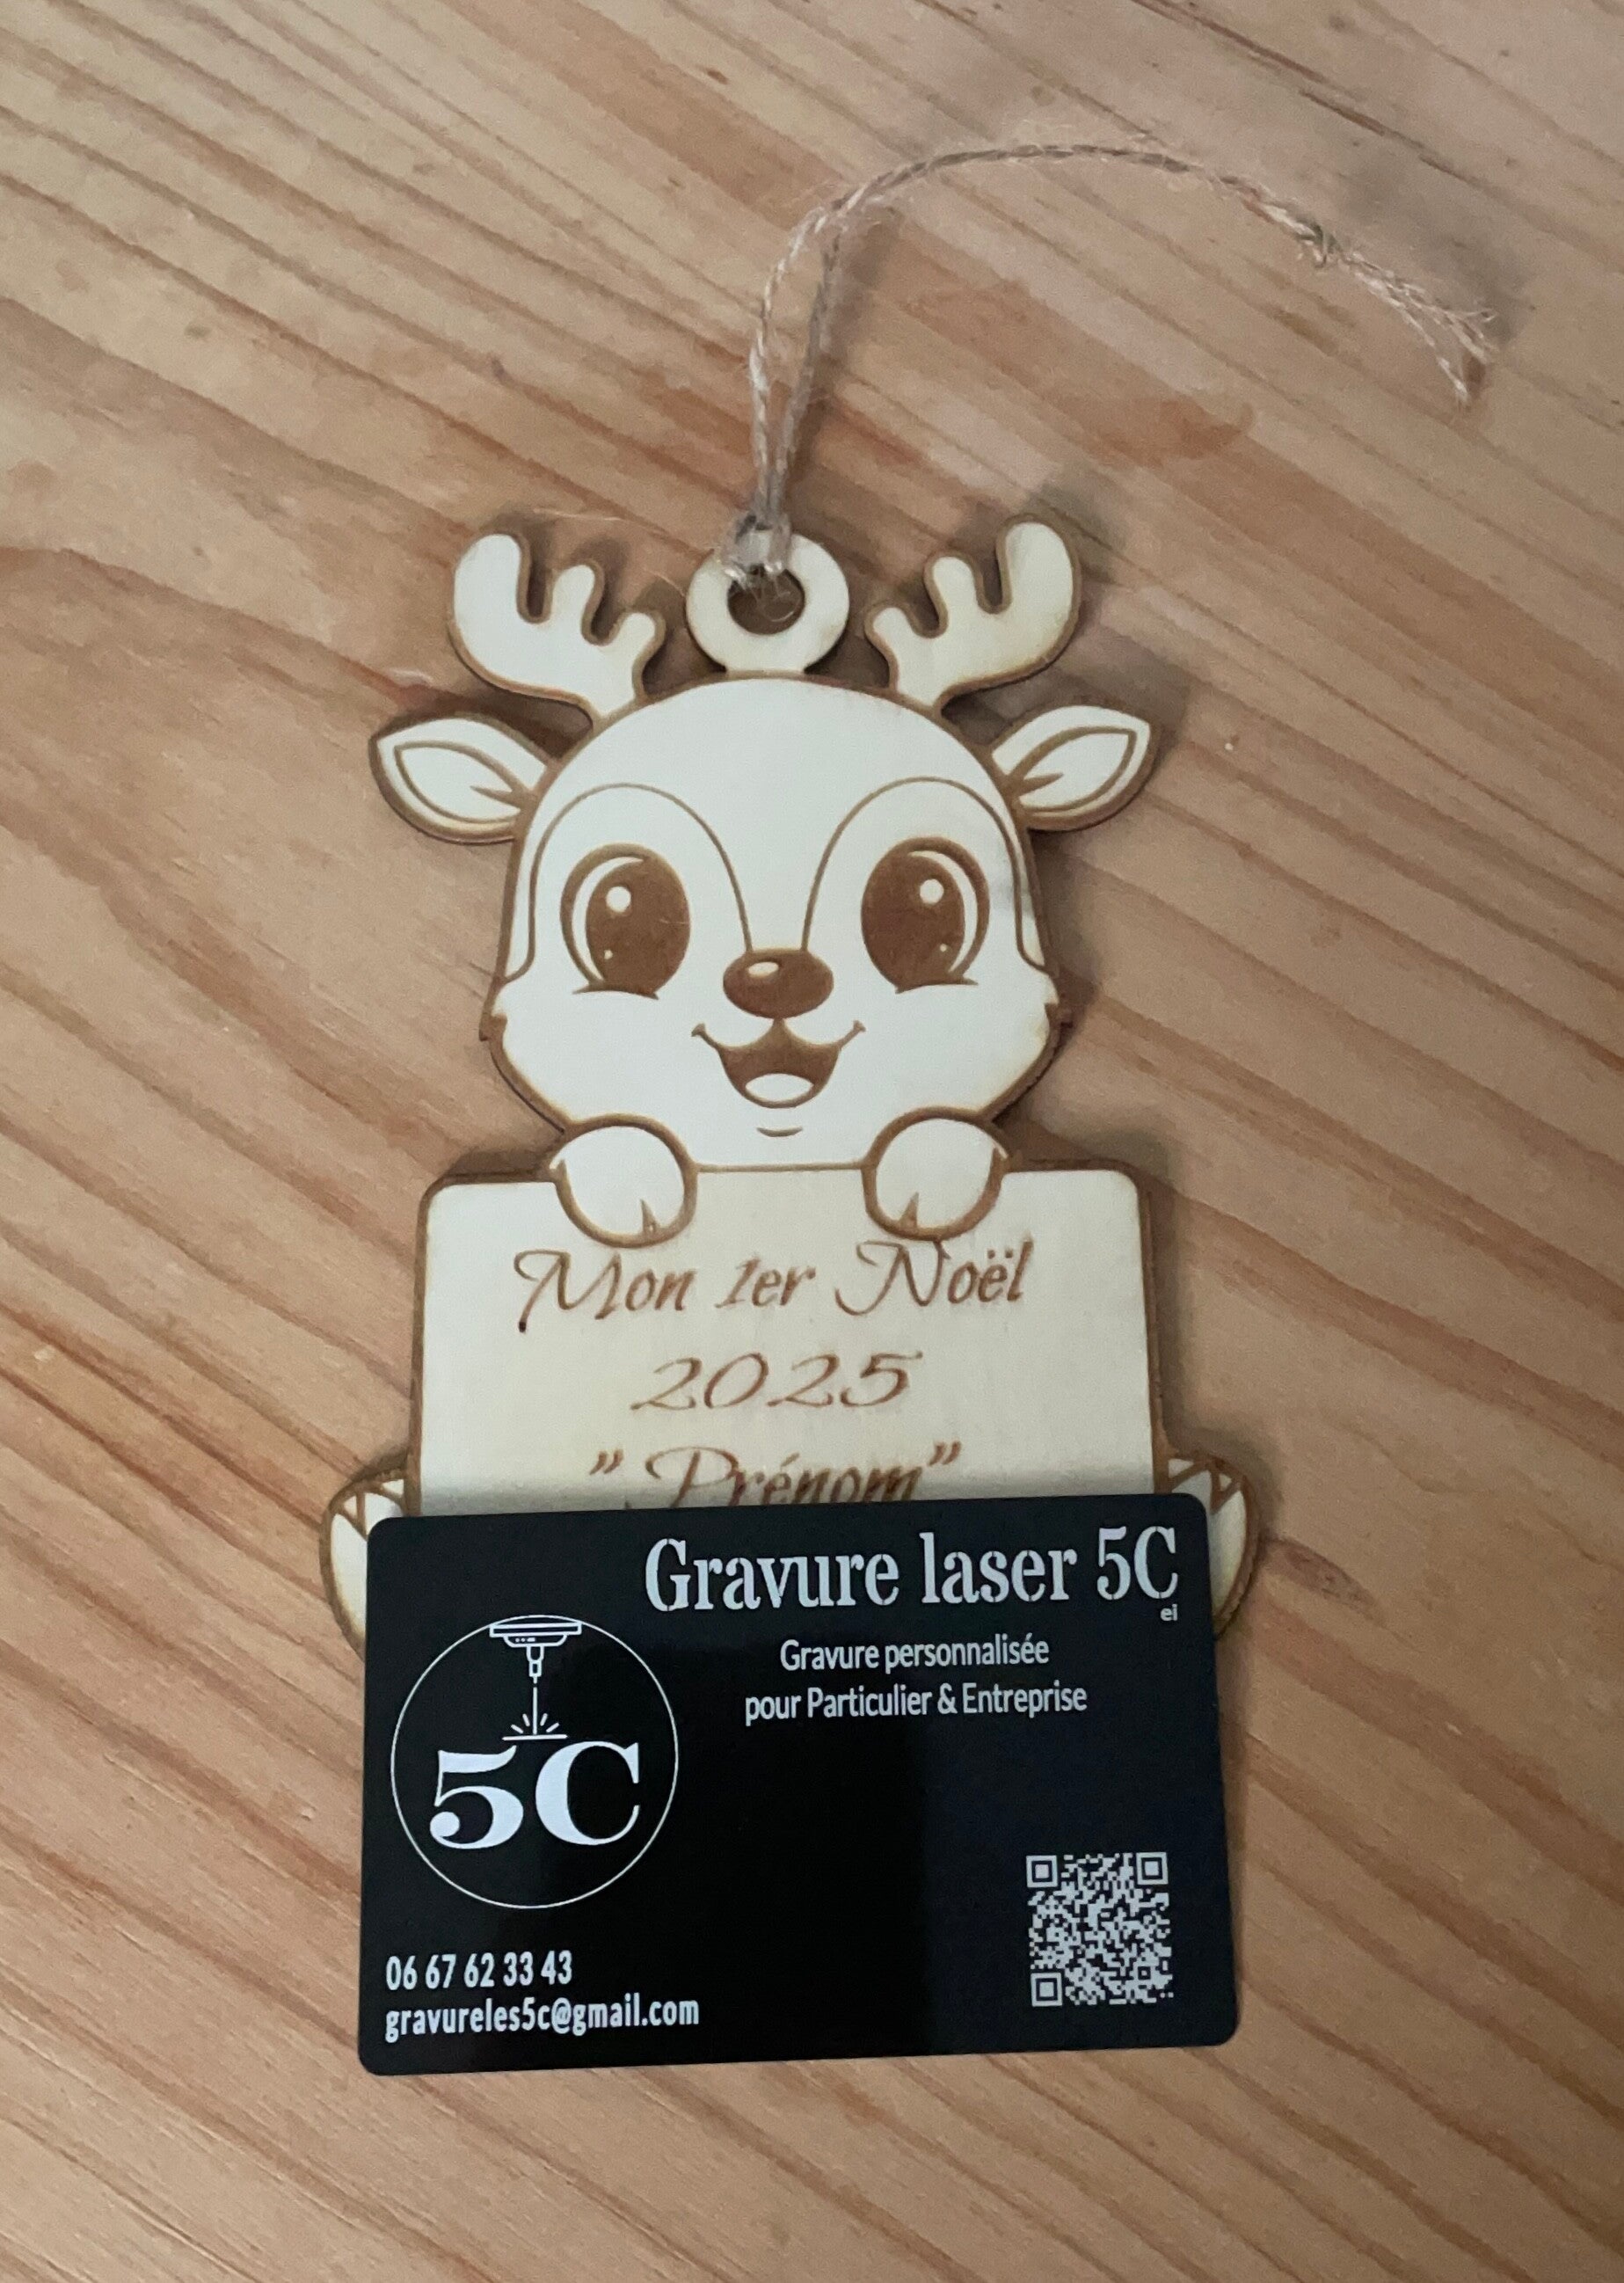 Mon 1er Noël
2025
"Prénom"
Gravure laser 5C
ei
Gravure personnalisée
pour Particulier & Entreprise
5C
06 67 62 33 43
gravureles5c@gmail.com